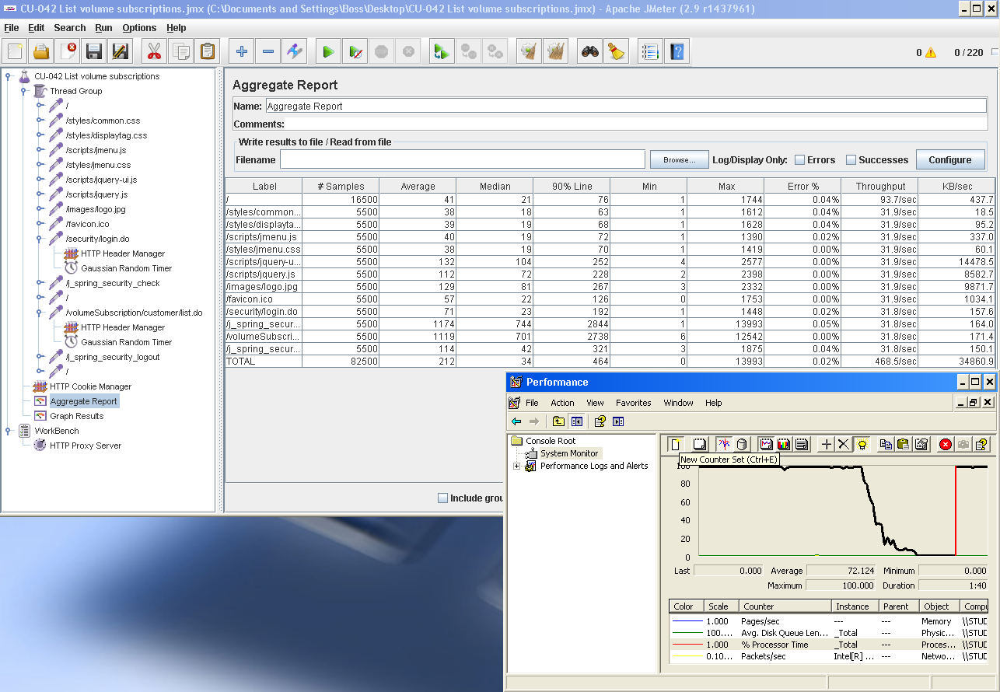 CU-042 List volume subscriptions.jmx (C:\Documents and Settings\Boss\Desktop\CU-042 List volume subscriptions.jmx) - Apache JMeter (2.9 r1437961)
File Edit Search Run Options Help
0 0 / 220
CU-042 List volume subscriptions
Thread Group
/
/styles/common.css
/styles/displaytag.css
/scripts/jmenu.js
/styles/jmenu.css
/scripts/jquery-ui.js
/scripts/jquery.js
/images/logo.jpg
/favicon.ico
/security/login.do
HTTP Header Manager
Gaussian Random Timer
/j_spring_security_check
/
/volumeSubscription/customer/list.do
HTTP Header Manager
Gaussian Random Timer
/j_spring_security_logout
/
HTTP Cookie Manager
Aggregate Report
Graph Results
WorkBench
HTTP Proxy Server
Aggregate Report
Name: Aggregate Report
Comments:
Write results to file / Read from file
Filename Browse... Log/Display Only: Errors Successes Configure
Label # Samples Average Median 90% Line Min Max Error % Throughput KB/sec
/ 16500 41 21 76 1 1744 0.04% 93.7/sec 437.7
/styles/common... 5500 38 18 63 1 1612 0.04% 31.9/sec 18.5
/styles/displayta... 5500 39 19 68 1 1628 0.04% 31.9/sec 95.2
/scripts/jmenu.js 5500 40 19 72 1 1390 0.02% 31.9/sec 337.0
/styles/jmenu.css 5500 38 19 70 1 1419 0.00% 31.9/sec 60.1
/scripts/jquery-u... 5500 132 104 252 4 2577 0.00% 31.9/sec 14478.5
/scripts/jquery.js 5500 112 72 228 2 2398 0.00% 31.9/sec 8582.7
/images/logo.jpg 5500 129 81 267 3 2332 0.00% 31.9/sec 9871.7
/favicon.ico 5500 57 22 126 0 1753 0.00% 31.9/sec 1034.1
/security/login.do 5500 71 23 192 1 1448 0.02% 31.9/sec 157.6
/j_spring_secur... 5500 1174 744 2844 1 13993 0.05% 31.8/sec 164.0
/volumeSubscri... 5500 1119 701 2738 6 12542 0.00% 31.8/sec 171.4
/j_spring_secur... 5500 114 42 321 3 1875 0.04% 31.8/sec 150.1
TOTAL 82500 212 34 464 0 13993 0.02% 468.5/sec 34860.9
Include grou
Performance
File Action View Favorites Window Help
Console Root
System Monitor
Performance Logs and Alerts
New Counter Set (Ctrl+E)
100
80
60
40
20
0
Last 0.000 Average 72.124 Minimum 0.000
Maximum 100.000 Duration 1:40
Color Scale Counter Instance Parent Object Compu
1.000 Pages/sec --- --- Memory \\STUD
100.... Avg. Disk Queue Len... _Total --- Physic... \\STUD
1.000 % Processor Time _Total --- Proces... \\STUD
0.10... Packets/sec Intel[R] ... --- Netwo... \\STUD